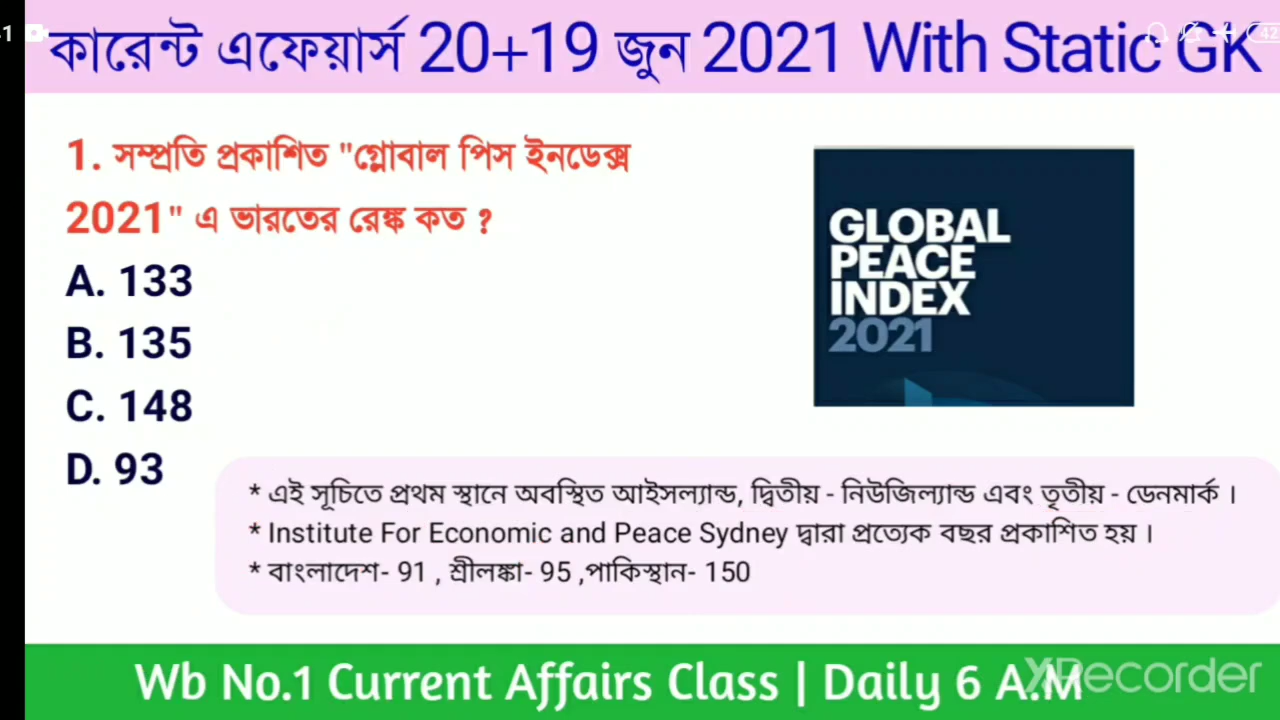 1
কারেন্ট এফেয়ার্স 20+19 জুন 2021 With Static GK
42
1. সম্প্রতি প্রকাশিত "গ্লোবাল পিস ইনডেক্স
2021" এ ভারতের রেঙ্ক কত ?
A. 133
B. 135
C. 148
D. 93
GLOBAL
PEACE
INDEX
2021
* এই সূচিতে প্রথম স্থানে অবস্থিত আইসল্যান্ড, দ্বিতীয় - নিউজিল্যান্ড এবং তৃতীয় - ডেনমার্ক ।
* Institute For Economic and Peace Sydney দ্বারা প্রত্যেক বছর প্রকাশিত হয় ।
* বাংলাদেশ- 91 , শ্রীলঙ্কা- 95 ,পাকিস্থান- 150
Wb No.1 Current Affairs Class | Daily 6 A.M
XRecorder